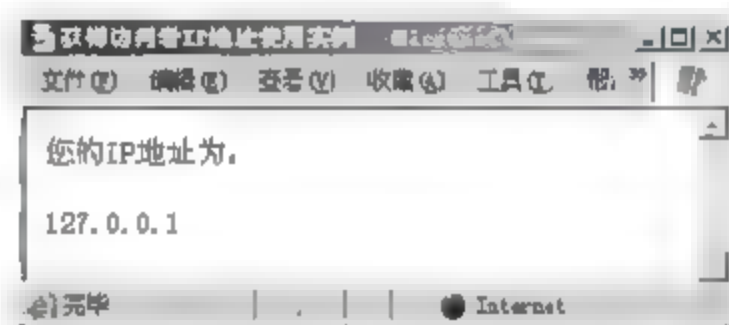 获得访问者IP地址使用实例
文件(F) 编辑(E) 查看(V) 收藏(A) 工具(T) 帮 »
您的IP地址为.
127.0.0.1
完毕 Internet